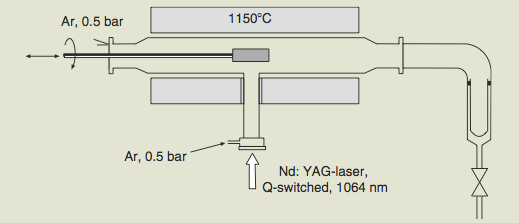 Ar, 0.5 bar
1150°C
Ar, 0.5 bar
Nd: YAG-laser,
Q-switched, 1064 nm